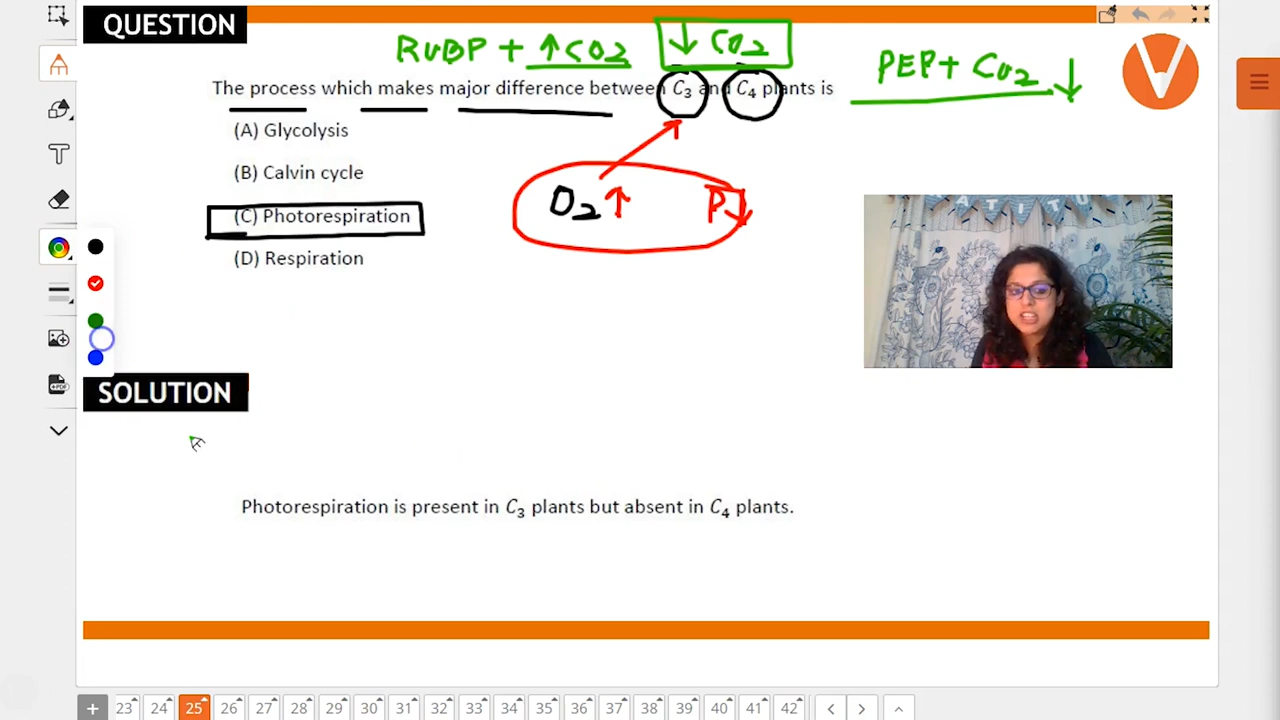 QUESTION
RUBP + ↑ CO2
↓ CO2
PEP + CO2 ↓
The process which makes major difference between C₃ and C₄ plants is
(A) Glycolysis
(B) Calvin cycle
(C) Photorespiration
(D) Respiration
O2 ↑ P↓
ATITU
SOLUTION
Photorespiration is present in C₃ plants but absent in C₄ plants.
+PDF
23 24 25 26 27 28 29 30 31 32 33 34 35 36 37 38 39 40 41 42